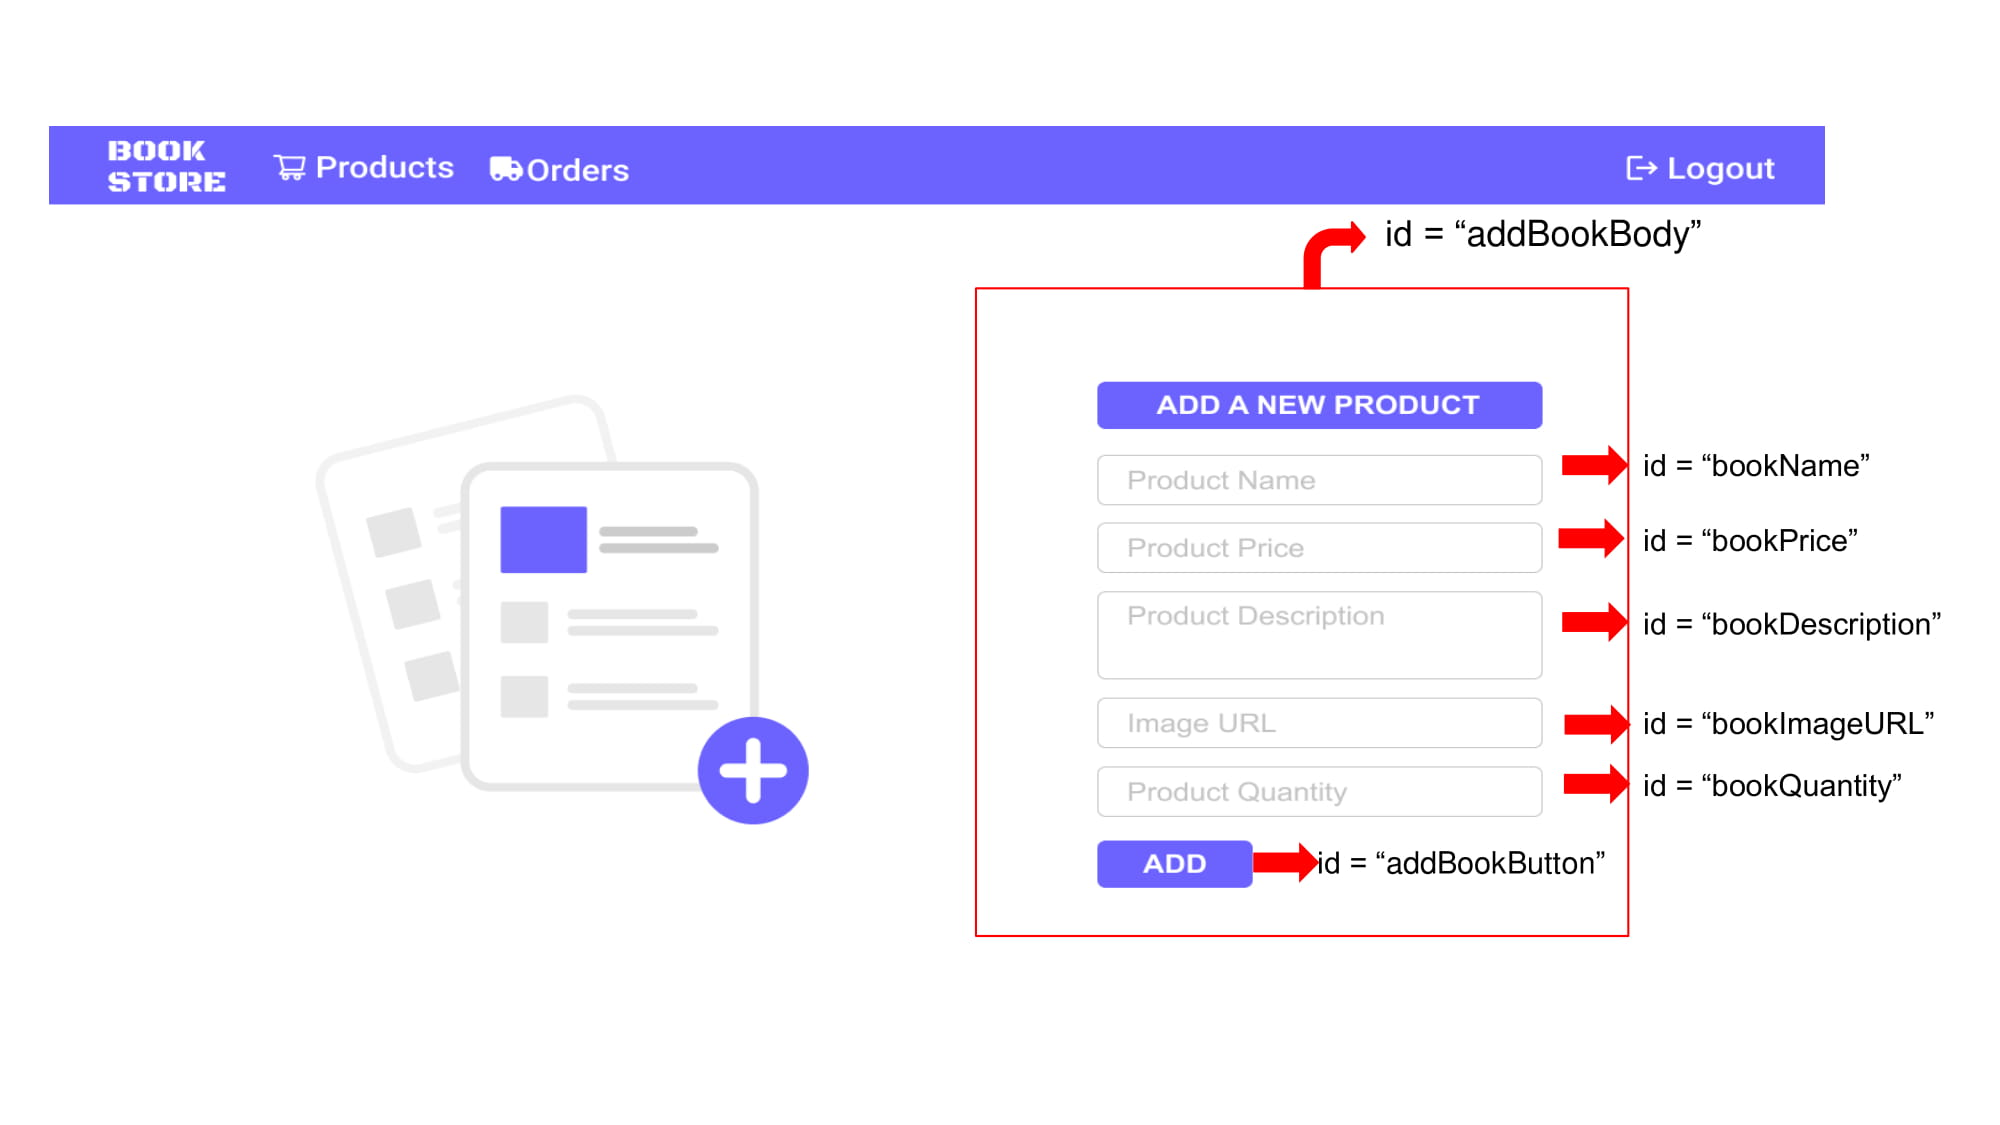 BOOK
STORE
Products
Orders
Logout
id = “addBookBody”
ADD A NEW PRODUCT
Product Name
id = “bookName”
Product Price
id = “bookPrice”
Product Description
id = “bookDescription”
Image URL
id = “bookImageURL”
Product Quantity
id = “bookQuantity”
ADD
id = “addBookButton”